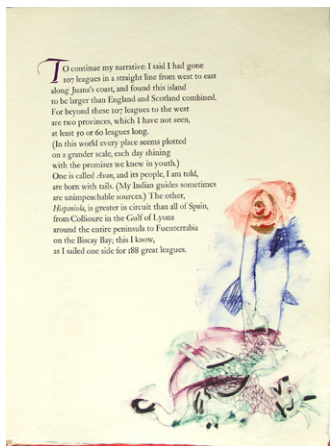 To continue my narrative: I said I had gone
107 leagues in a straight line from west to east
along Juana's coast, and found this island
to be larger than England and Scotland combined.
For beyond these 107 leagues to the west
are two provinces, which I have not seen,
at least 50 or 60 leagues long.
(In this world every place seems plotted
on a grander scale, each day shining
with the promises we knew in youth.)
One is called Avan, and its people, I am told,
are born with tails. (My Indian guides sometimes
are unimpeachable sources.) The other,
Hispaniola, is greater in circuit than all of Spain,
from Collioure in the Gulf of Lyons
around the entire peninsula to Fuenterrabia
on the Biscay Bay; this I know,
as I sailed one side for 188 great leagues.